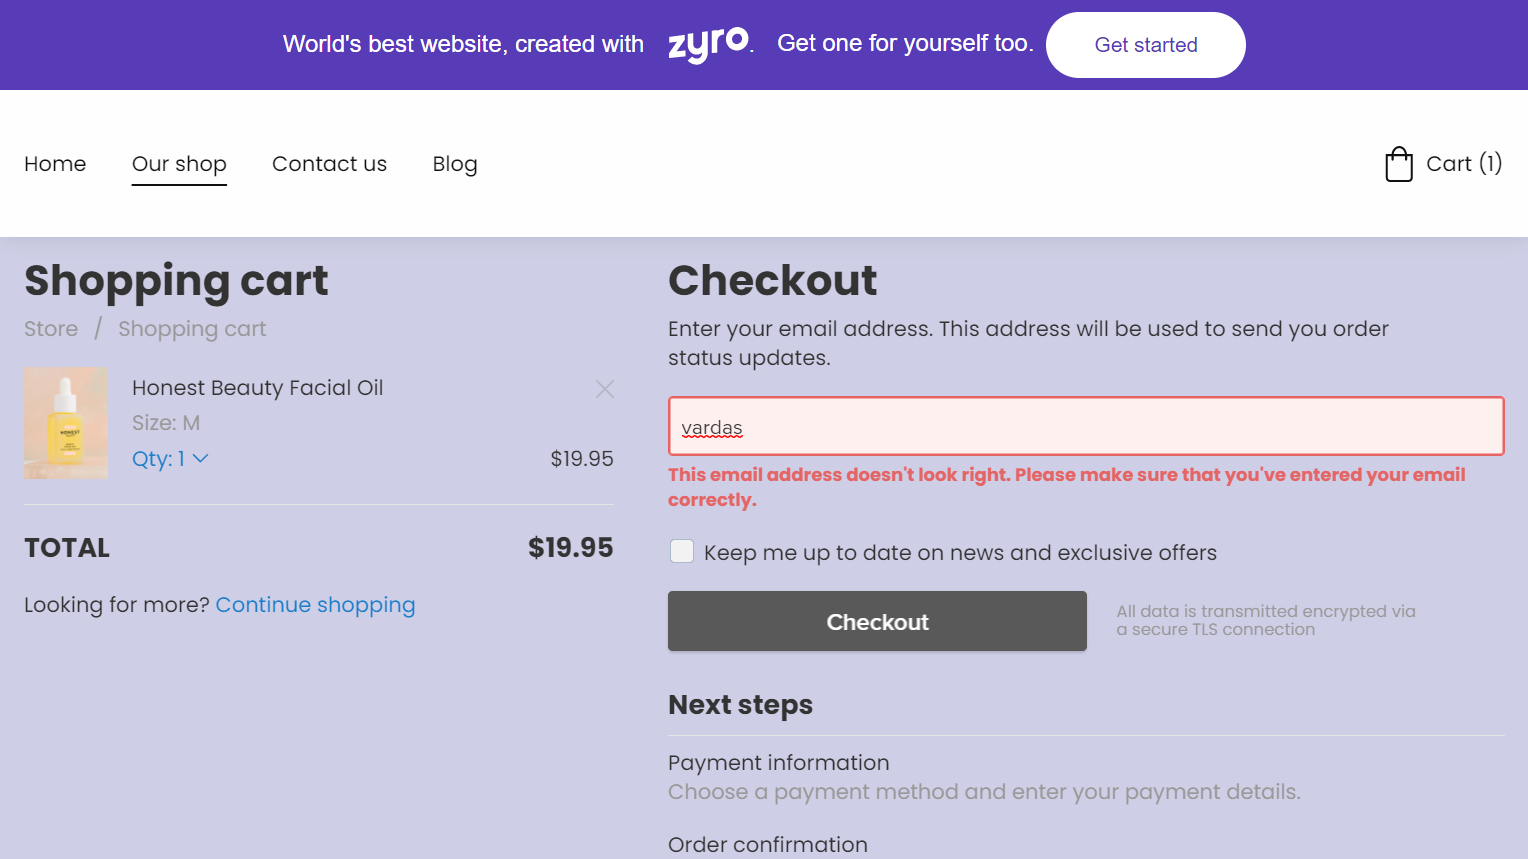 World's best website, created with zyro. Get one for yourself too. Get started
Home Our shop Contact us Blog Cart (1)
Shopping cart
Store / Shopping cart
Honest Beauty Facial Oil
Size: M
Qty: 1 $19.95
HONEST
TOTAL $19.95
Looking for more? Continue shopping
Checkout
Enter your email address. This address will be used to send you order
status updates.
vardas
This email address doesn't look right. Please make sure that you've entered your email
correctly.
Keep me up to date on news and exclusive offers
Checkout
All data is transmitted encrypted via
a secure TLS connection
Next steps
Payment information
Choose a payment method and enter your payment details.
Order confirmation